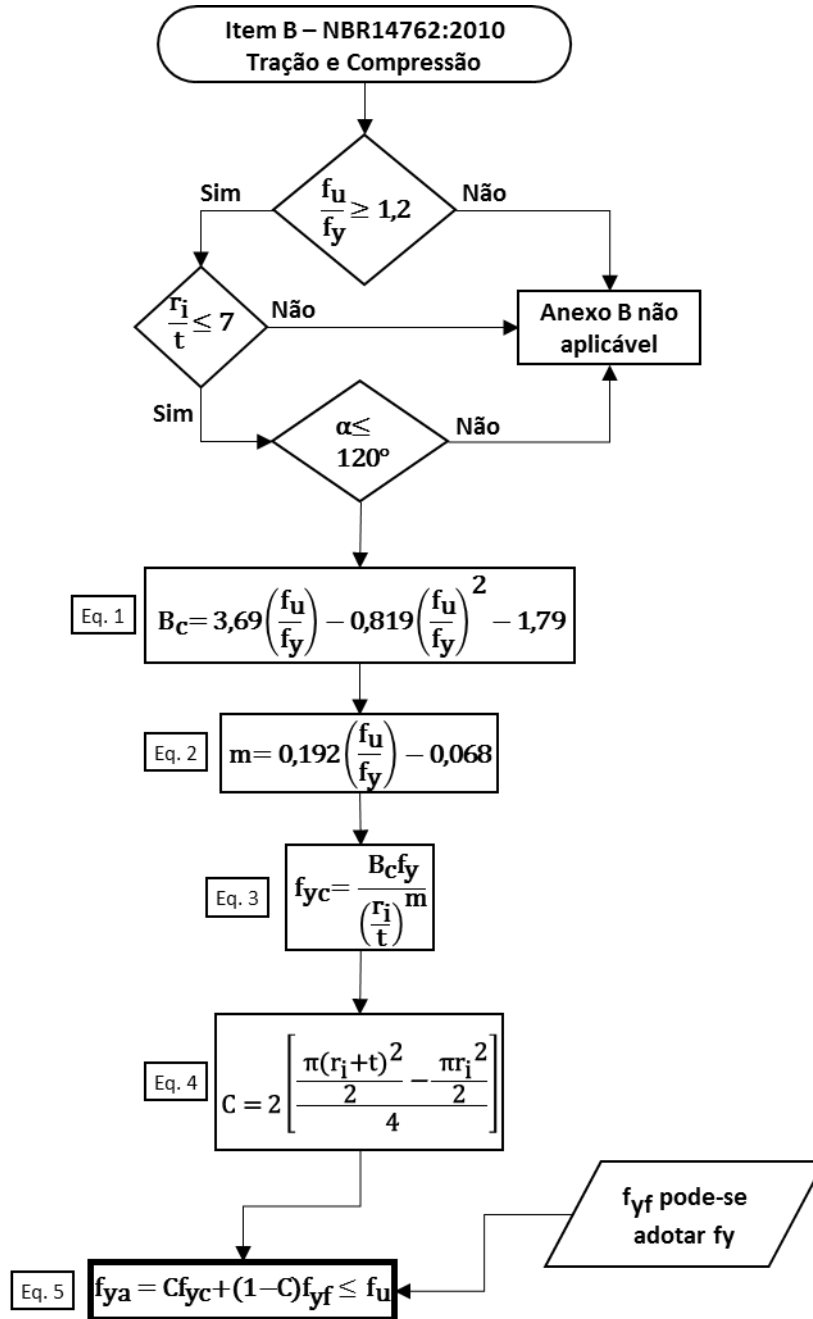 Item B – NBR14762:2010
Tração e Compressão
Sim
fu/fy ≥ 1,2
Não
ri/t ≤ 7
Não
Anexo B não
aplicável
Sim
α≤
120º
Não
Eq. 1
Bc= 3,69(fu/fy) − 0,819(fu/fy)² − 1,79
Eq. 2
m= 0,192(fu/fy) − 0,068
Eq. 3
fyc= Bcfy/(ri/t)^m
Eq. 4
C = 2[(π(ri+t)²/2 − πri²/2)/4]
fyf pode-se
adotar fy
Eq. 5
fya = Cfyc+(1−C)fyf ≤ fu